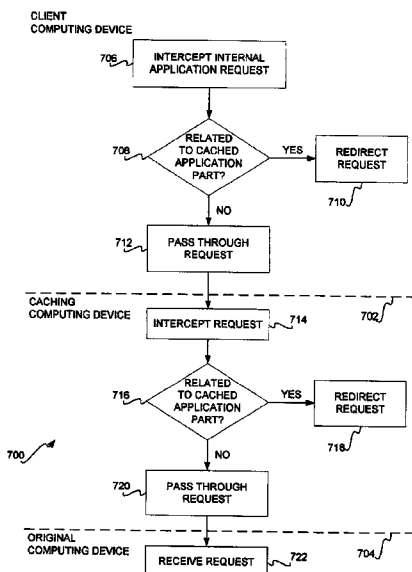 CLIENT
COMPUTING DEVICE
706
INTERCEPT INTERNAL
APPLICATION REQUEST
708
RELATED
TO CACHED
APPLICATION
PART?
YES
REDIRECT
REQUEST
710
NO
712
PASS THROUGH
REQUEST
CACHING
COMPUTING DEVICE
702
INTERCEPT REQUEST
714
716
RELATED
TO CACHED
APPLICATION
PART?
YES
REDIRECT
REQUEST
718
NO
700
720
PASS THROUGH
REQUEST
ORIGINAL
COMPUTING DEVICE
704
RECEIVE REQUEST
722